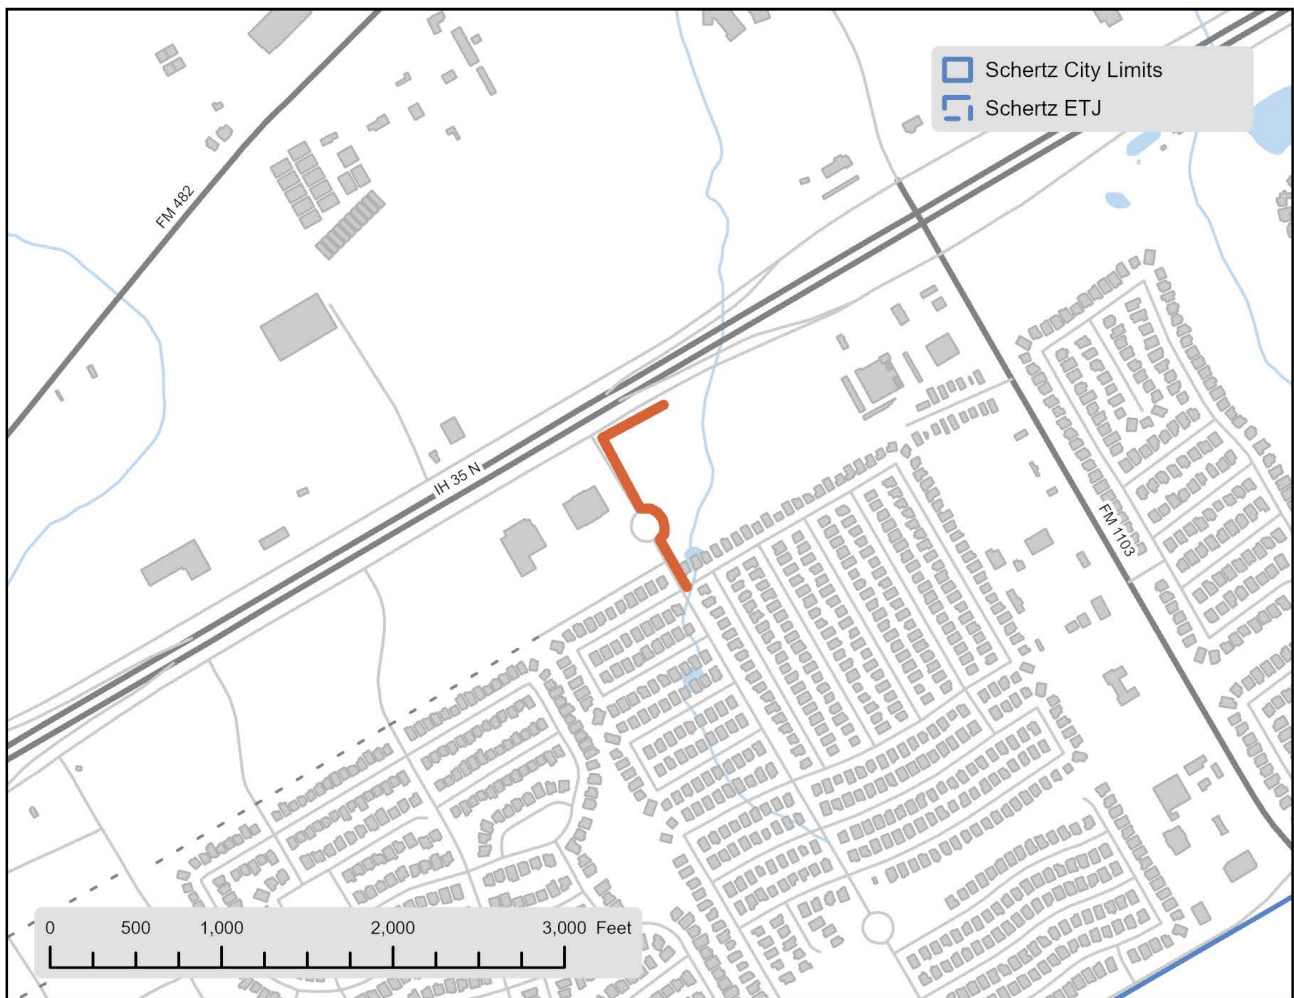 Schertz City Limits
Schertz ETJ
FM 482
IH 35 N
FM 1103
0 500 1,000 2,000 3,000 Feet